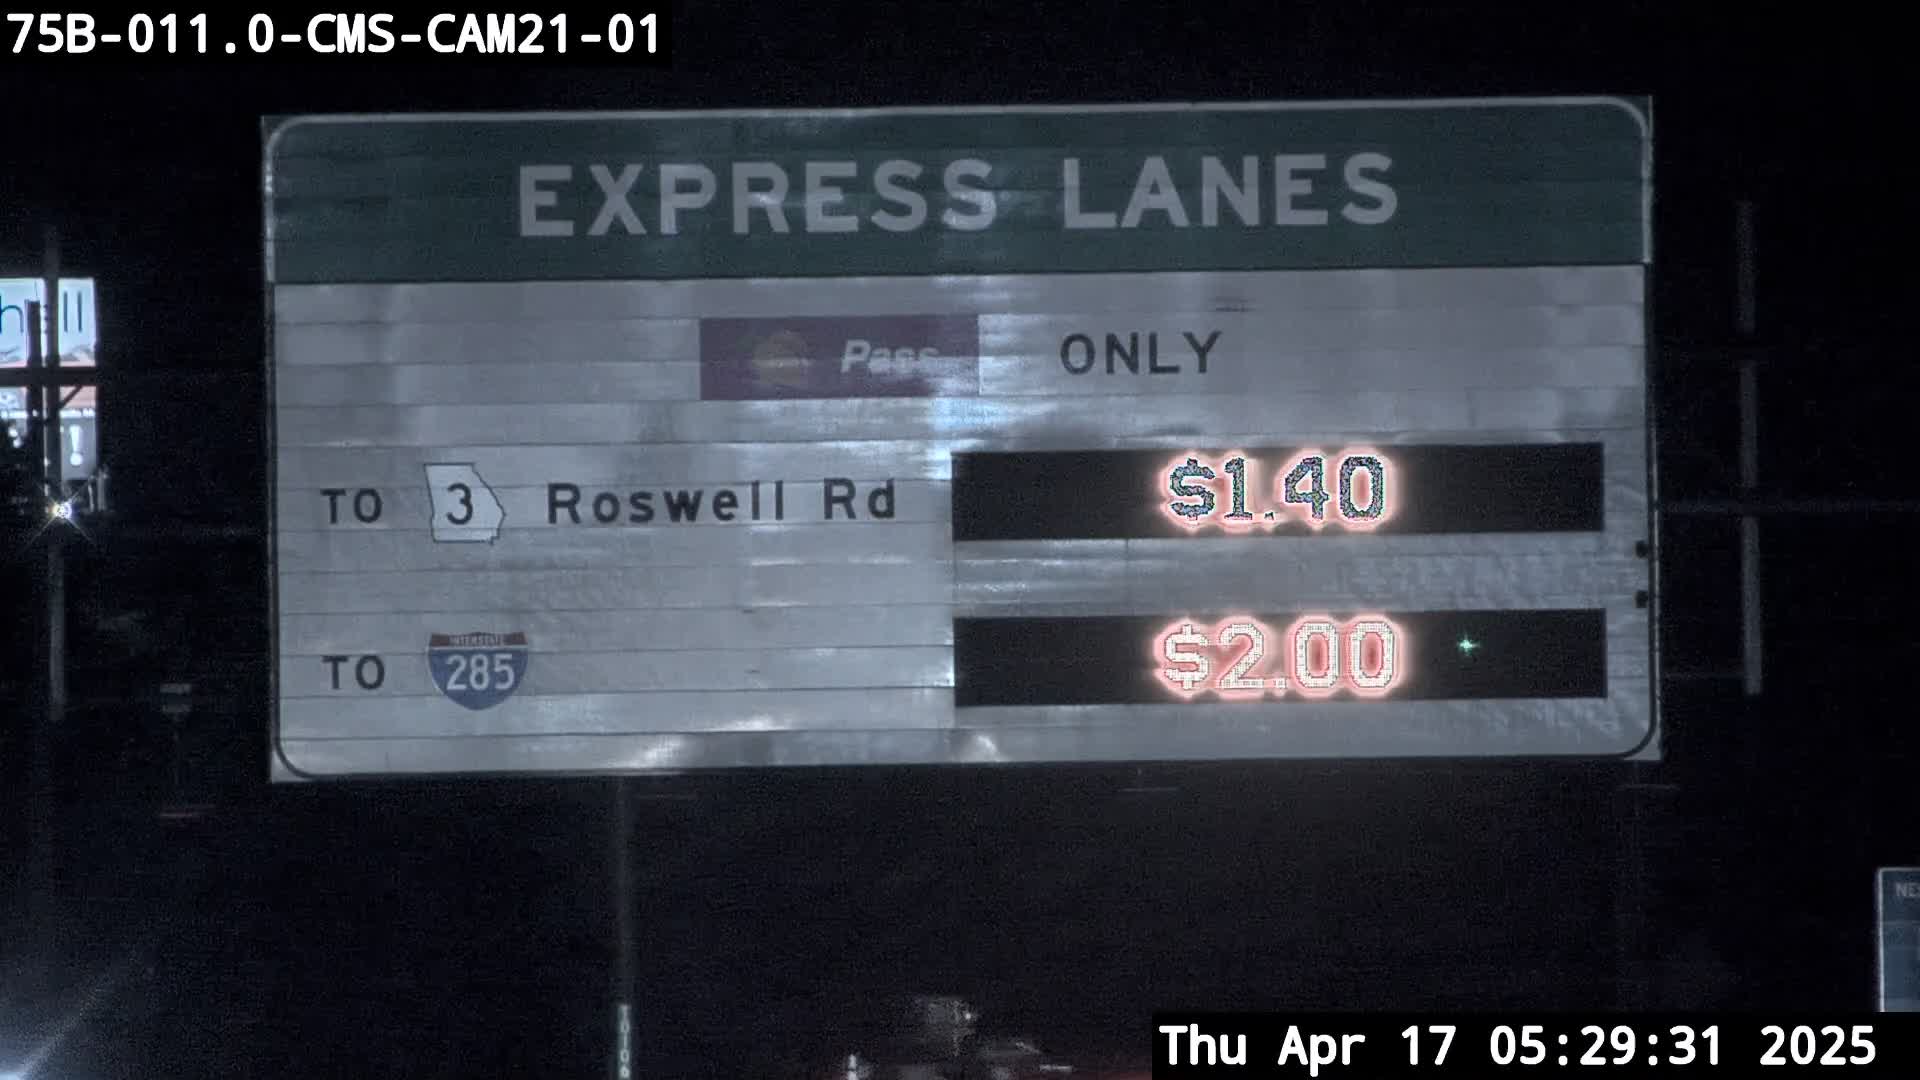 75B-011.0-CMS-CAM21-01
EXPRESS LANES
Pass ONLY
TO 3 Roswell Rd $1.40
INTERSTATE
TO 285 $2.00
Thu Apr 17 05:29:31 2025